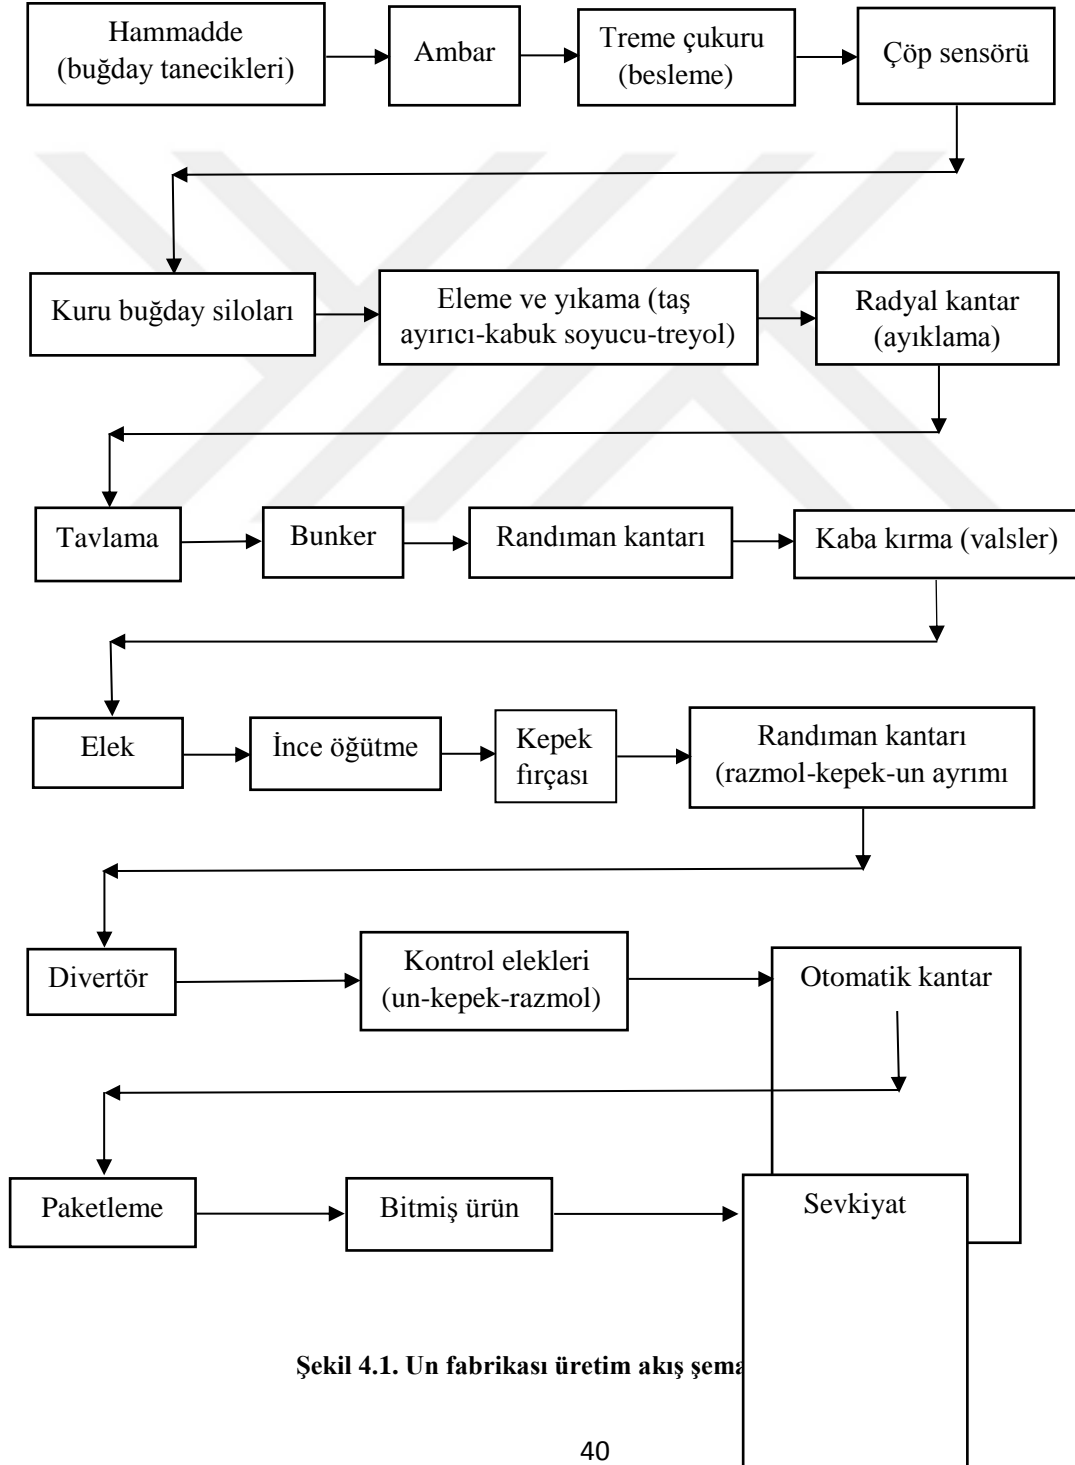 Hammadde
(buğday tanecikleri)
Ambar
Treme çukuru
(besleme)
Çöp sensörü
Kuru buğday siloları
Eleme ve yıkama (taş
ayırıcı-kabuk soyucu-treyol)
Radyal kantar
(ayıklama)
Tavlama
Bunker
Randıman kantarı
Kaba kırma (valsler)
Elek
İnce öğütme
Kepek
fırçası
Randıman kantarı
(razmol-kepek-un ayrımı
Divertör
Kontrol elekleri
(un-kepek-razmol)
Otomatik kantar
Paketleme
Bitmiş ürün
Sevkiyat
Şekil 4.1. Un fabrikası üretim akış şema
40